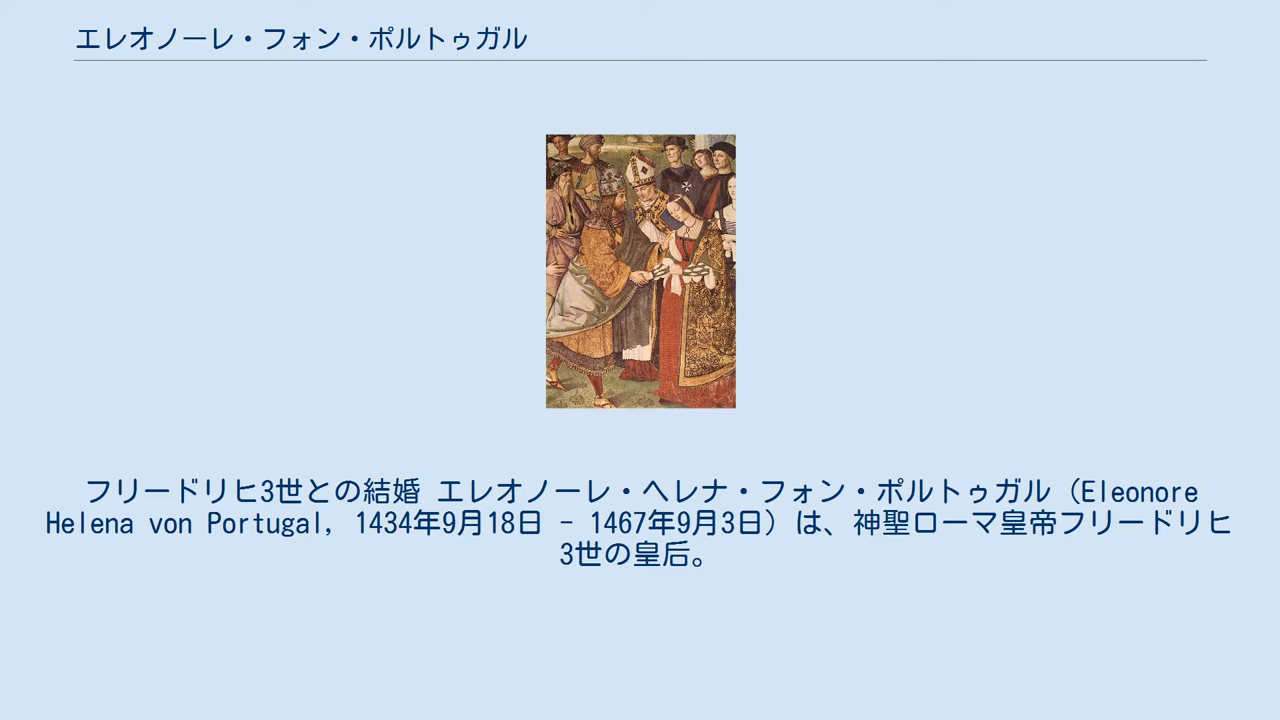 エレオノーレ・フォン・ポルトゥガル
フリードリヒ3世との結婚 エレオノーレ・ヘレナ・フォン・ポルトゥガル（Eleonore
Helena von Portugal, 1434年9月18日 - 1467年9月3日）は、神聖ローマ皇帝フリードリヒ
3世の皇后。